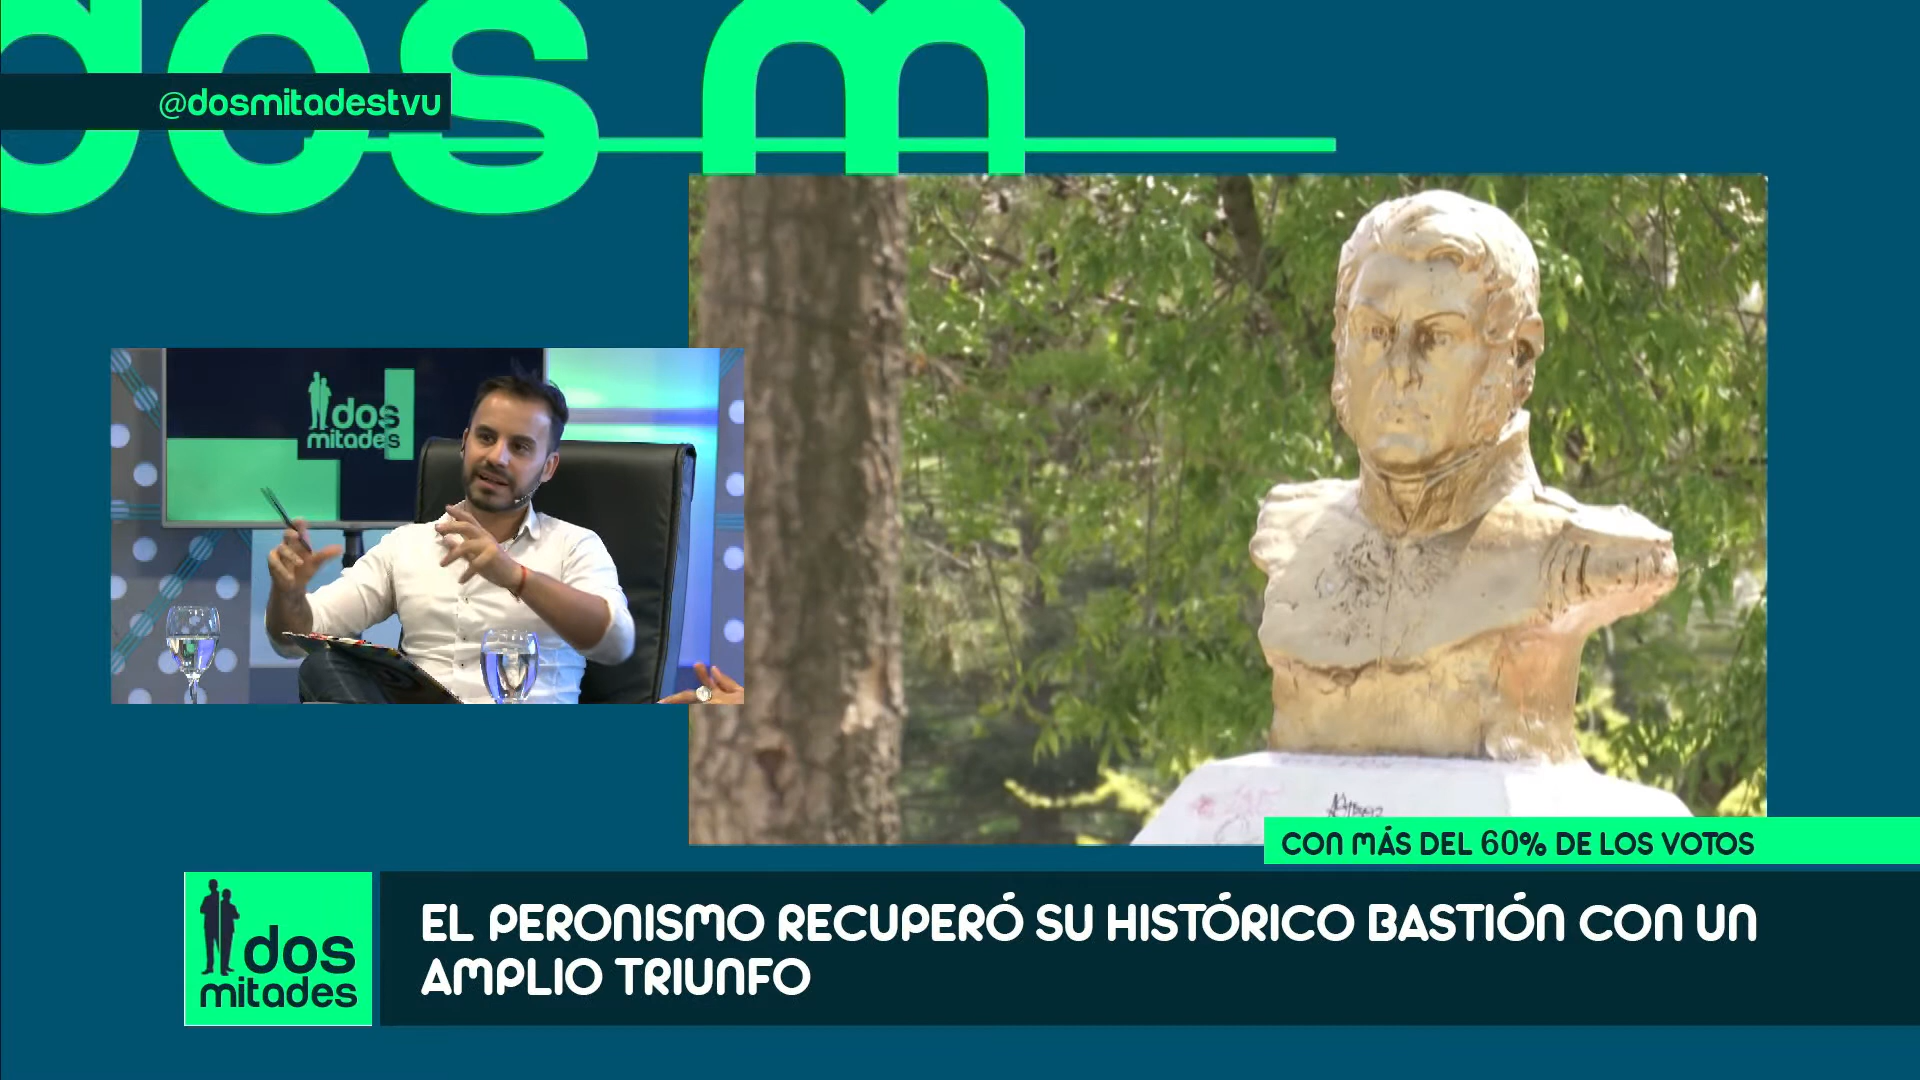 dos m
@dosmitadestvu
dos
mitades
CON MÁS DEL 60% DE LOS VOTOS
EL PERONISMO RECUPERÓ SU HISTÓRICO BASTIÓN CON UN
AMPLIO TRIUNFO
dos
mitades